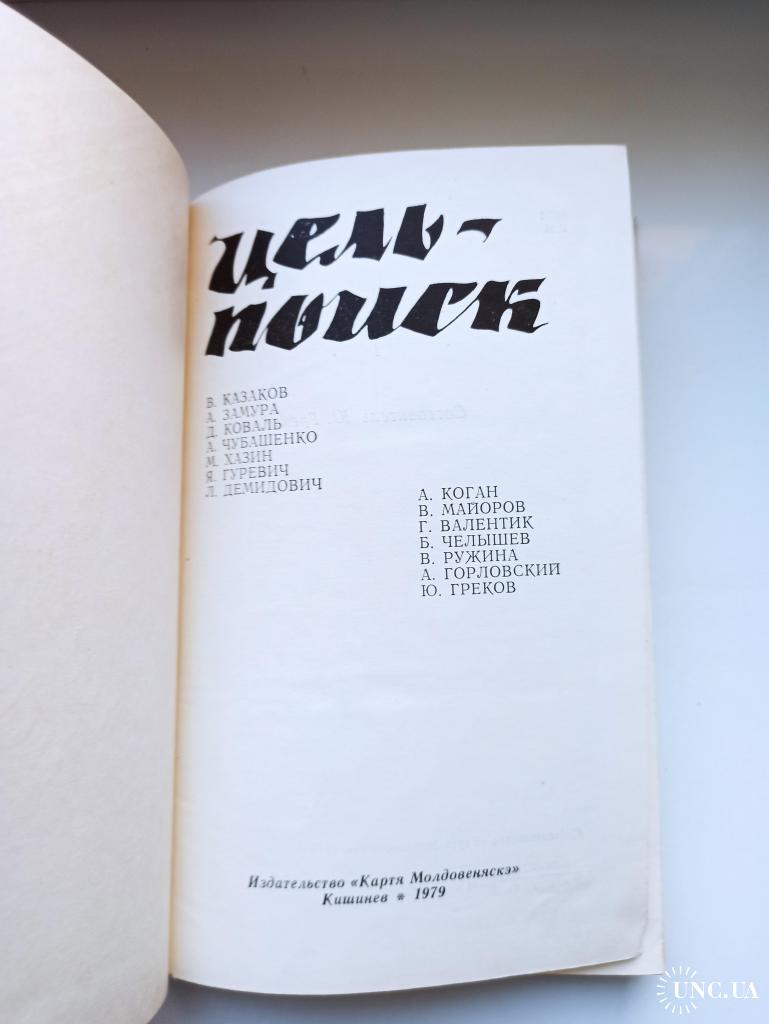 цель-
поиск
В. КАЗАКОВ
А. ЗАМУРА
Д. КОВАЛЬ
А. ЧУБАШЕНКО
М. ХАЗИН
Я. ГУРЕВИЧ
Л. ДЕМИДОВИЧ
А. КОГАН
В. МАЙОРОВ
Г. ВАЛЕНТИК
Б. ЧЕЛЫШЕВ
В. РУЖИНА
А. ГОРЛОВСКИЙ
Ю. ГРЕКОВ
Издательство «Картя Молдовеняскэ»
Кишинев * 1979
UNC.UA